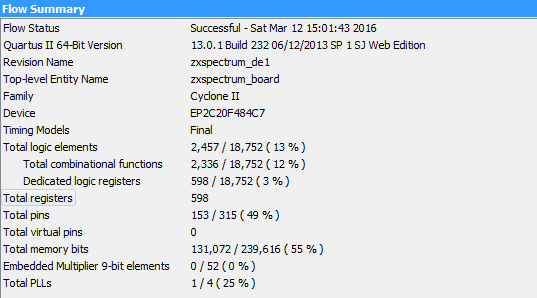 Flow Summary
Flow Status Successful - Sat Mar 12 15:01:43 2016
Quartus II 64-Bit Version 13.0.1 Build 232 06/12/2013 SP 1 SJ Web Edition
Revision Name zxspectrum_de1
Top-level Entity Name zxspectrum_board
Family Cyclone II
Device EP2C20F484C7
Timing Models Final
Total logic elements 2,457 / 18,752 ( 13 % )
Total combinational functions 2,336 / 18,752 ( 12 % )
Dedicated logic registers 598 / 18,752 ( 3 % )
Total registers 598
Total pins 153 / 315 ( 49 % )
Total virtual pins 0
Total memory bits 131,072 / 239,616 ( 55 % )
Embedded Multiplier 9-bit elements 0 / 52 ( 0 % )
Total PLLs 1 / 4 ( 25 % )